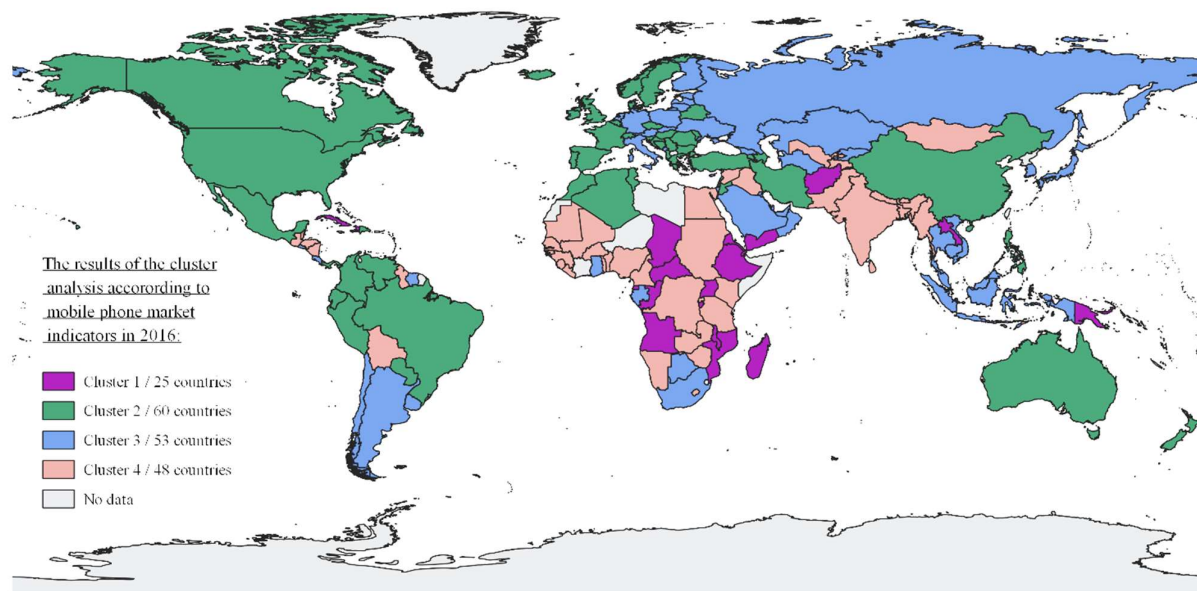 The results of the cluster
analysis accorording to
mobile phone market
indicators in 2016:
Cluster 1 / 25 countries
Cluster 2 / 60 countries
Cluster 3 / 53 countries
Cluster 4 / 48 countries
No data